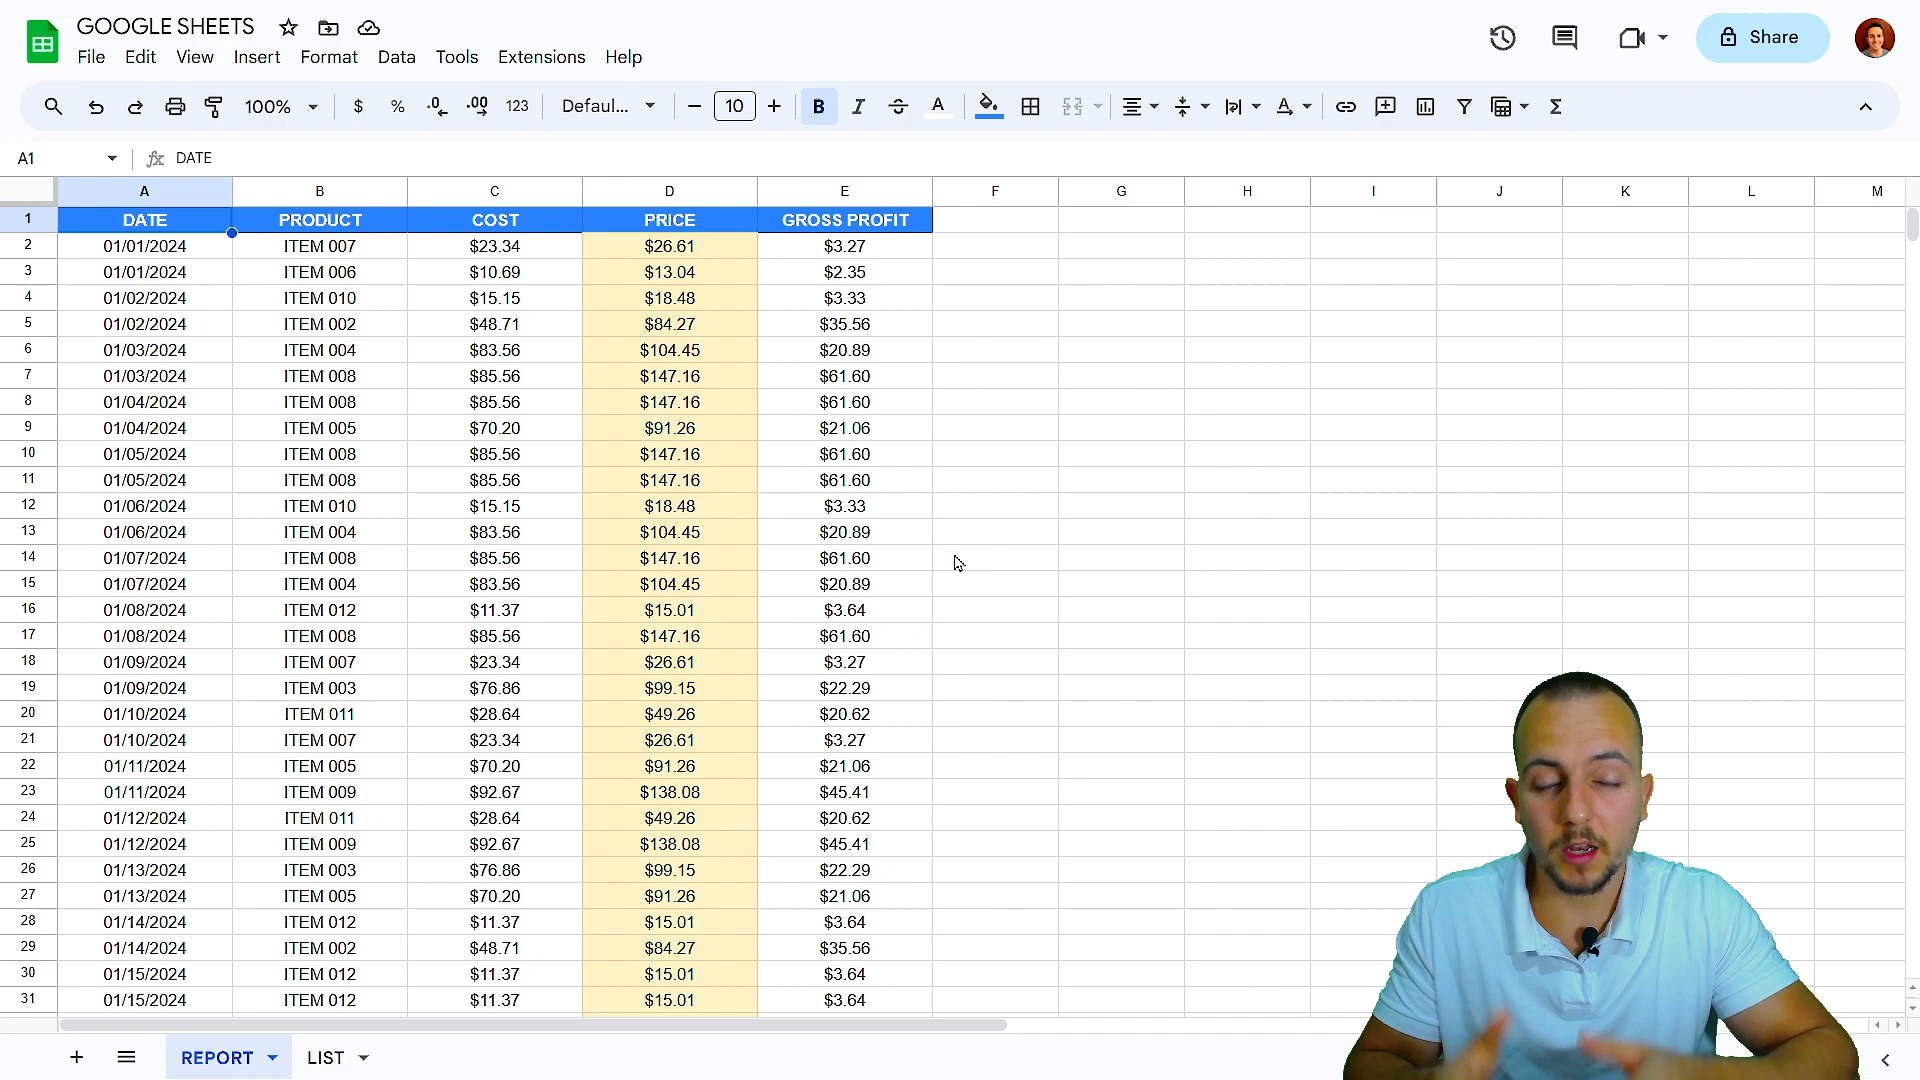 GOOGLE SHEETS
File Edit View Insert Format Data Tools Extensions Help
Share
100% $ % .0 .00 123 Defaul... 10 B I S A A Σ
A1 fx DATE
A B C D E F G H I J K L M
1 DATE PRODUCT COST PRICE GROSS PROFIT
2 01/01/2024 ITEM 007 $23.34 $26.61 $3.27
3 01/01/2024 ITEM 006 $10.69 $13.04 $2.35
4 01/02/2024 ITEM 010 $15.15 $18.48 $3.33
5 01/02/2024 ITEM 002 $48.71 $84.27 $35.56
6 01/03/2024 ITEM 004 $83.56 $104.45 $20.89
7 01/03/2024 ITEM 008 $85.56 $147.16 $61.60
8 01/04/2024 ITEM 008 $85.56 $147.16 $61.60
9 01/04/2024 ITEM 005 $70.20 $91.26 $21.06
10 01/05/2024 ITEM 008 $85.56 $147.16 $61.60
11 01/05/2024 ITEM 008 $85.56 $147.16 $61.60
12 01/06/2024 ITEM 010 $15.15 $18.48 $3.33
13 01/06/2024 ITEM 004 $83.56 $104.45 $20.89
14 01/07/2024 ITEM 008 $85.56 $147.16 $61.60
15 01/07/2024 ITEM 004 $83.56 $104.45 $20.89
16 01/08/2024 ITEM 012 $11.37 $15.01 $3.64
17 01/08/2024 ITEM 008 $85.56 $147.16 $61.60
18 01/09/2024 ITEM 007 $23.34 $26.61 $3.27
19 01/09/2024 ITEM 003 $76.86 $99.15 $22.29
20 01/10/2024 ITEM 011 $28.64 $49.26 $20.62
21 01/10/2024 ITEM 007 $23.34 $26.61 $3.27
22 01/11/2024 ITEM 005 $70.20 $91.26 $21.06
23 01/11/2024 ITEM 009 $92.67 $138.08 $45.41
24 01/12/2024 ITEM 011 $28.64 $49.26 $20.62
25 01/12/2024 ITEM 009 $92.67 $138.08 $45.41
26 01/13/2024 ITEM 003 $76.86 $99.15 $22.29
27 01/13/2024 ITEM 005 $70.20 $91.26 $21.06
28 01/14/2024 ITEM 012 $11.37 $15.01 $3.64
29 01/14/2024 ITEM 002 $48.71 $84.27 $35.56
30 01/15/2024 ITEM 012 $11.37 $15.01 $3.64
31 01/15/2024 ITEM 012 $11.37 $15.01 $3.64
REPORT LIST